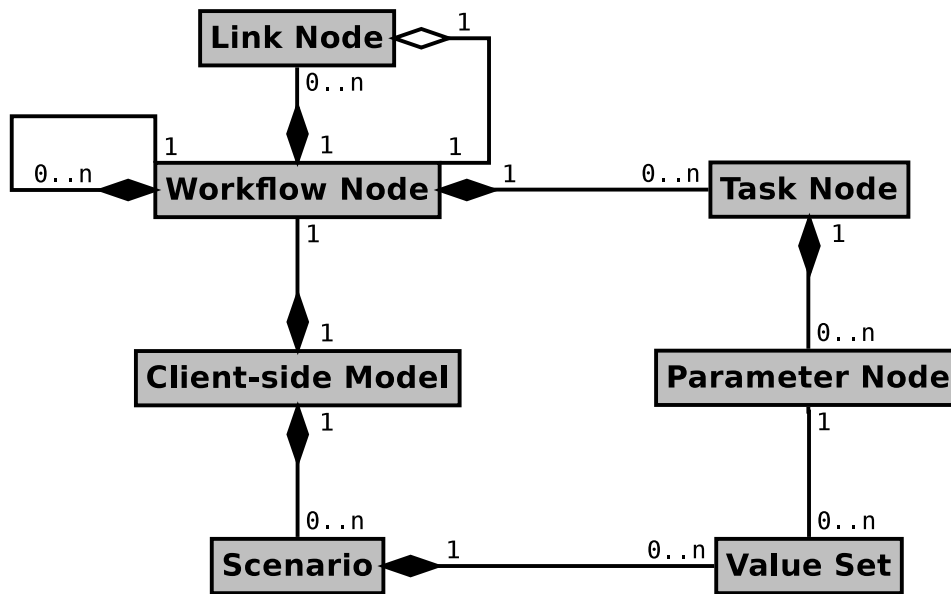 Link Node
1
0..n
1
1
1
0..n
Workflow Node
1
0..n
Task Node
1
1
1
0..n
Client-side Model
Parameter Node
1
1
0..n
0..n
Scenario
1
0..n
Value Set